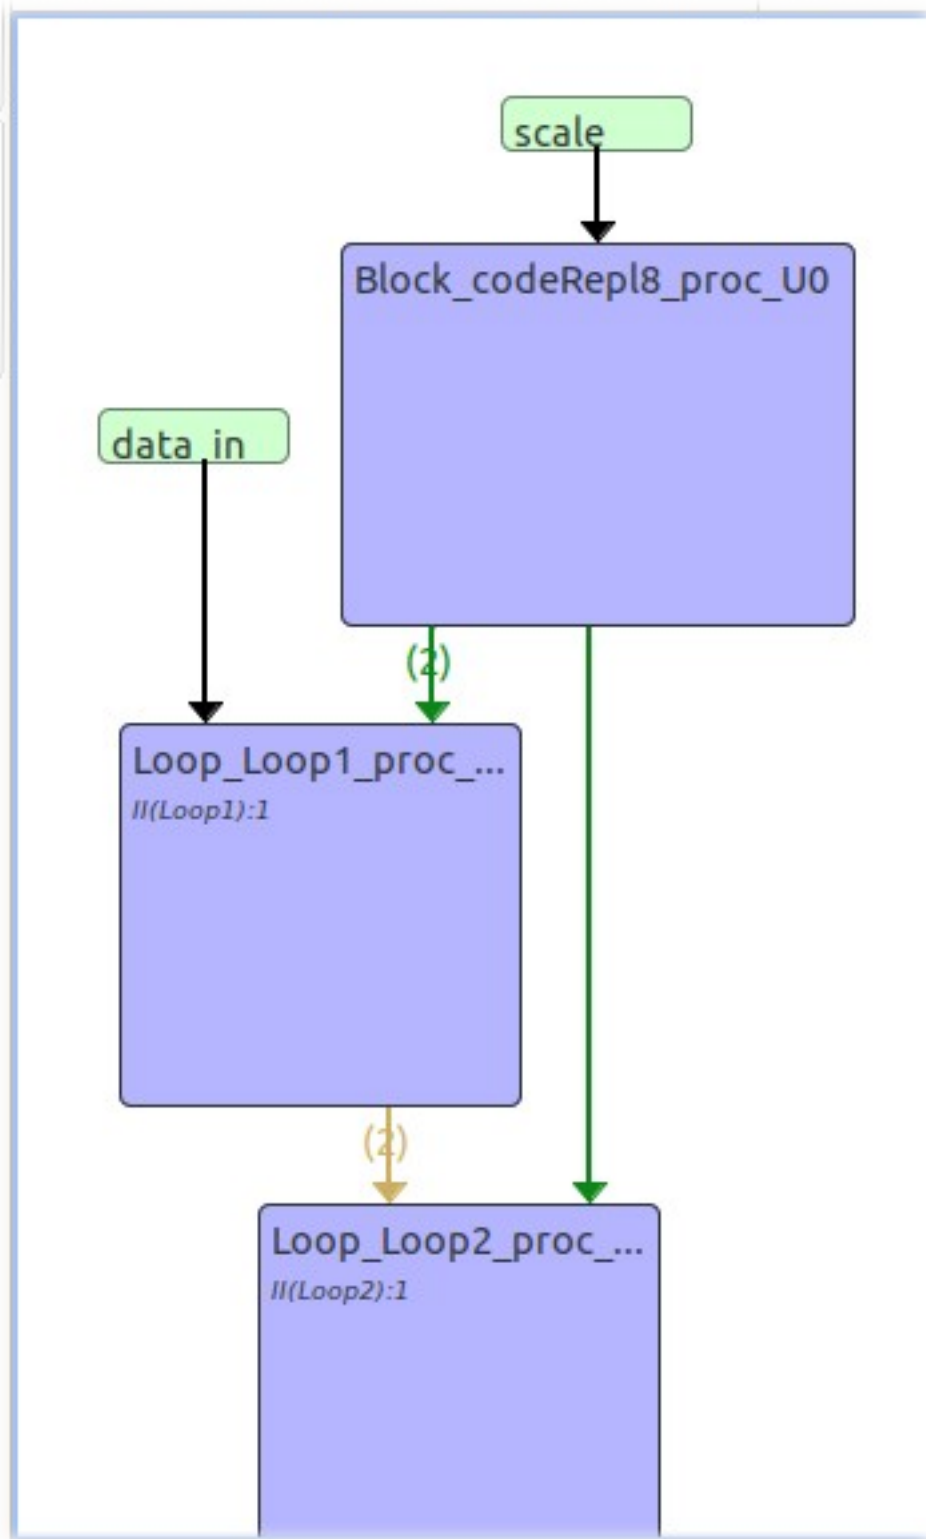 scale
Block_codeRepl8_proc_U0
data_in
(2)
Loop_Loop1_proc_...
II(Loop1):1
(2)
Loop_Loop2_proc_...
II(Loop2):1